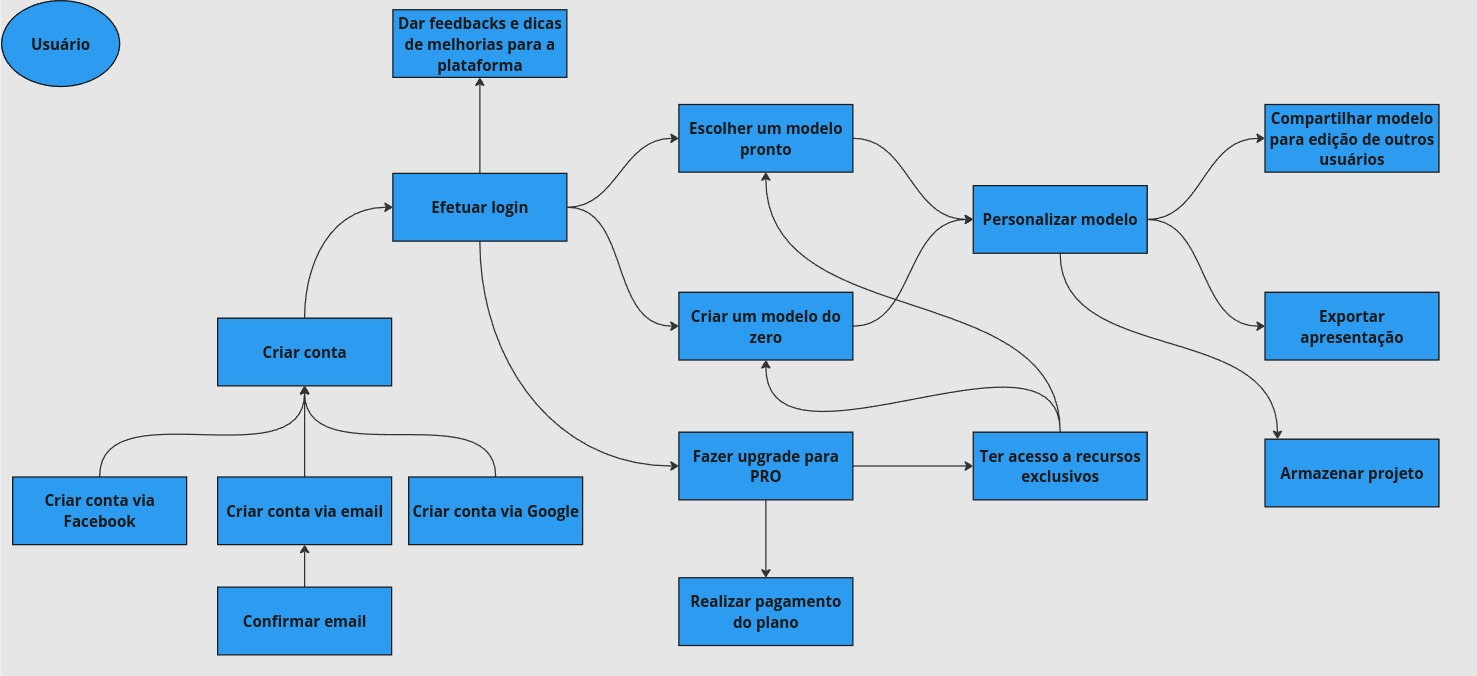 Usuário
Dar feedbacks e dicas
de melhorias para a
plataforma
Escolher um modelo
pronto
Compartilhar modelo
para edição de outros
usuários
Efetuar login
Personalizar modelo
Criar um modelo do
zero
Exportar
apresentação
Criar conta
Fazer upgrade para
PRO
Ter acesso a recursos
exclusivos
Armazenar projeto
Criar conta via
Facebook
Criar conta via email
Criar conta via Google
Realizar pagamento
do plano
Confirmar email